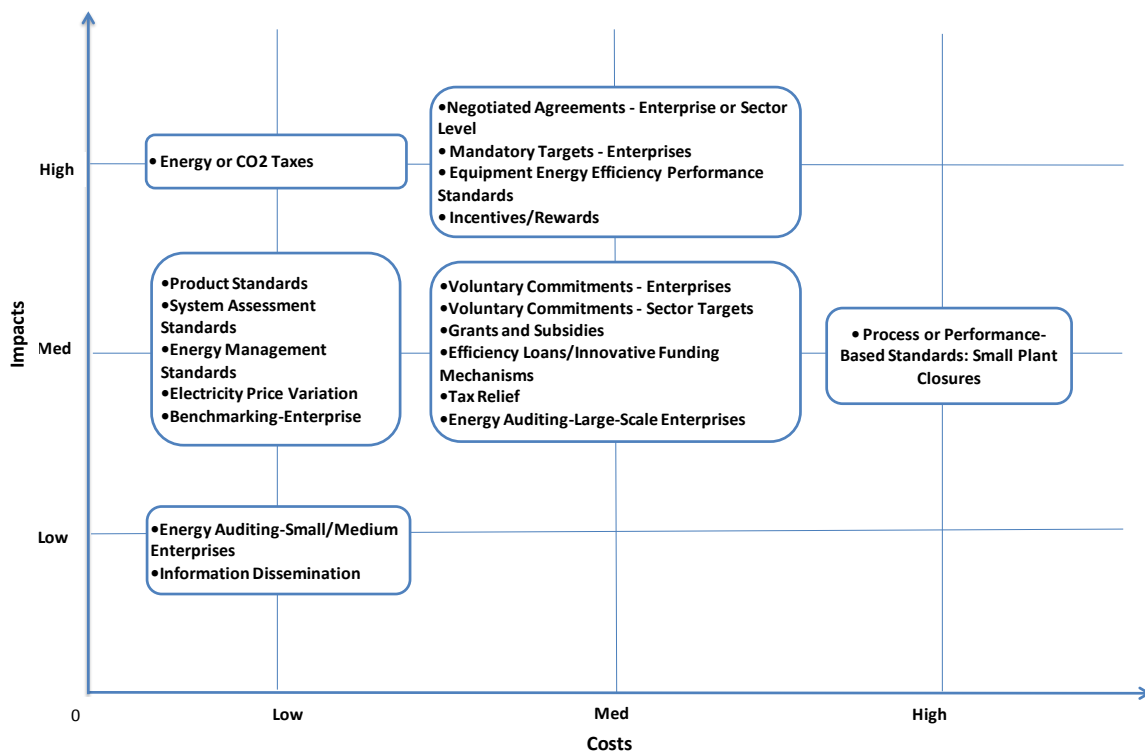 High
• Energy or CO2 Taxes
•Negotiated Agreements - Enterprise or Sector
Level
• Mandatory Targets - Enterprises
• Equipment Energy Efficiency Performance
Standards
• Incentives/Rewards
Impacts
Med
•Product Standards
•System Assessment
Standards
•Energy Management
Standards
•Electricity Price Variation
•Benchmarking-Enterprise
•Voluntary Commitments - Enterprises
•Voluntary Commitments - Sector Targets
•Grants and Subsidies
•Efficiency Loans/Innovative Funding
Mechanisms
•Tax Relief
•Energy Auditing-Large-Scale Enterprises
• Process or Performance-
Based Standards: Small Plant
Closures
Low
•Energy Auditing-Small/Medium
Enterprises
•Information Dissemination
0
Low
Med
High
Costs